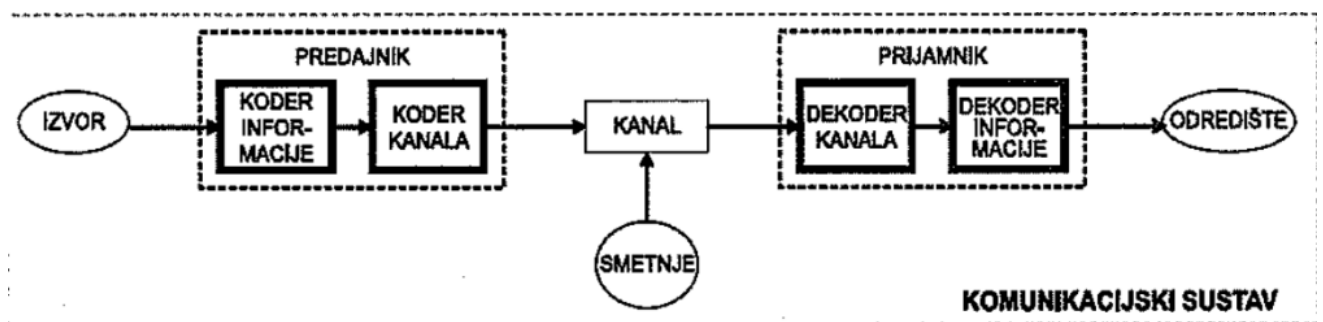 PREDAJNIK
PRIJAMNIK
IZVOR
KODER
INFOR-
MACIJE
KODER
KANALA
KANAL
DEKODER
KANALA
DEKODER
INFOR-
MACIJE
ODREDIŠTE
SMETNJE
KOMUNIKACIJSKI SUSTAV